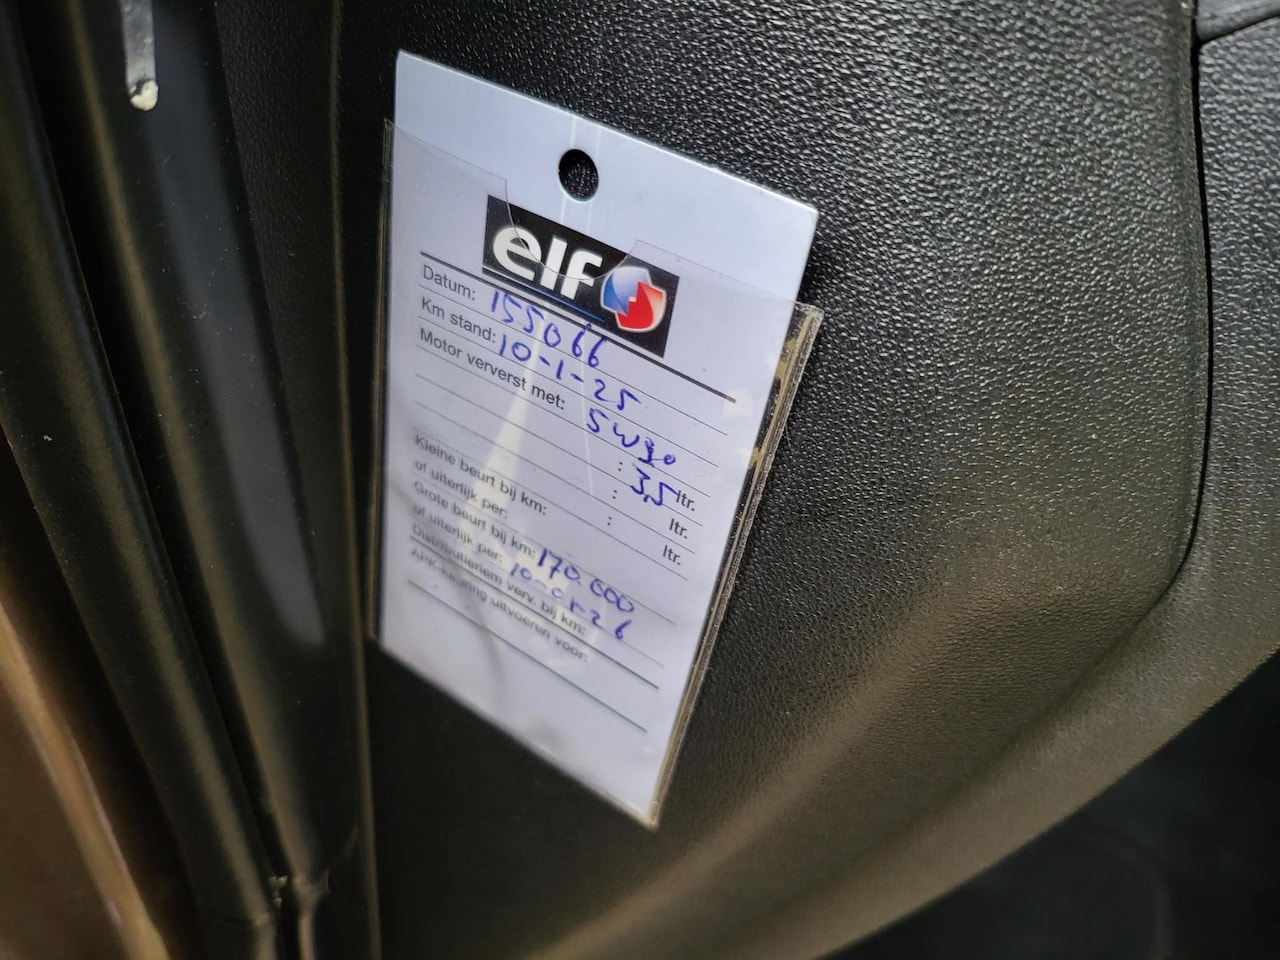 elf
Datum: 155066
Km stand: 10-1-25
Motor ververst met: 5w30
: 3,5 ltr.
: ltr.
: ltr.
Kleine beurt bij km:
of uiterlijk per:
Grote beurt bij km: 170.000
of uiterlijk per: 10-01-26
Distributieriem verv. bij km:
APK-keuring uitvoeren voor: